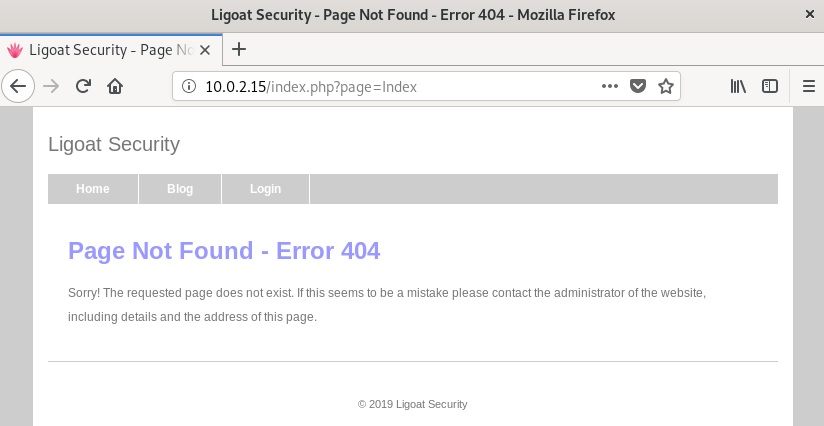 Ligoat Security - Page Not Found - Error 404 - Mozilla Firefox
Ligoat Security - Page No
10.0.2.15/index.php?page=Index
Ligoat Security
Home Blog Login
Page Not Found - Error 404
Sorry! The requested page does not exist. If this seems to be a mistake please contact the administrator of the website,
including details and the address of this page.
© 2019 Ligoat Security